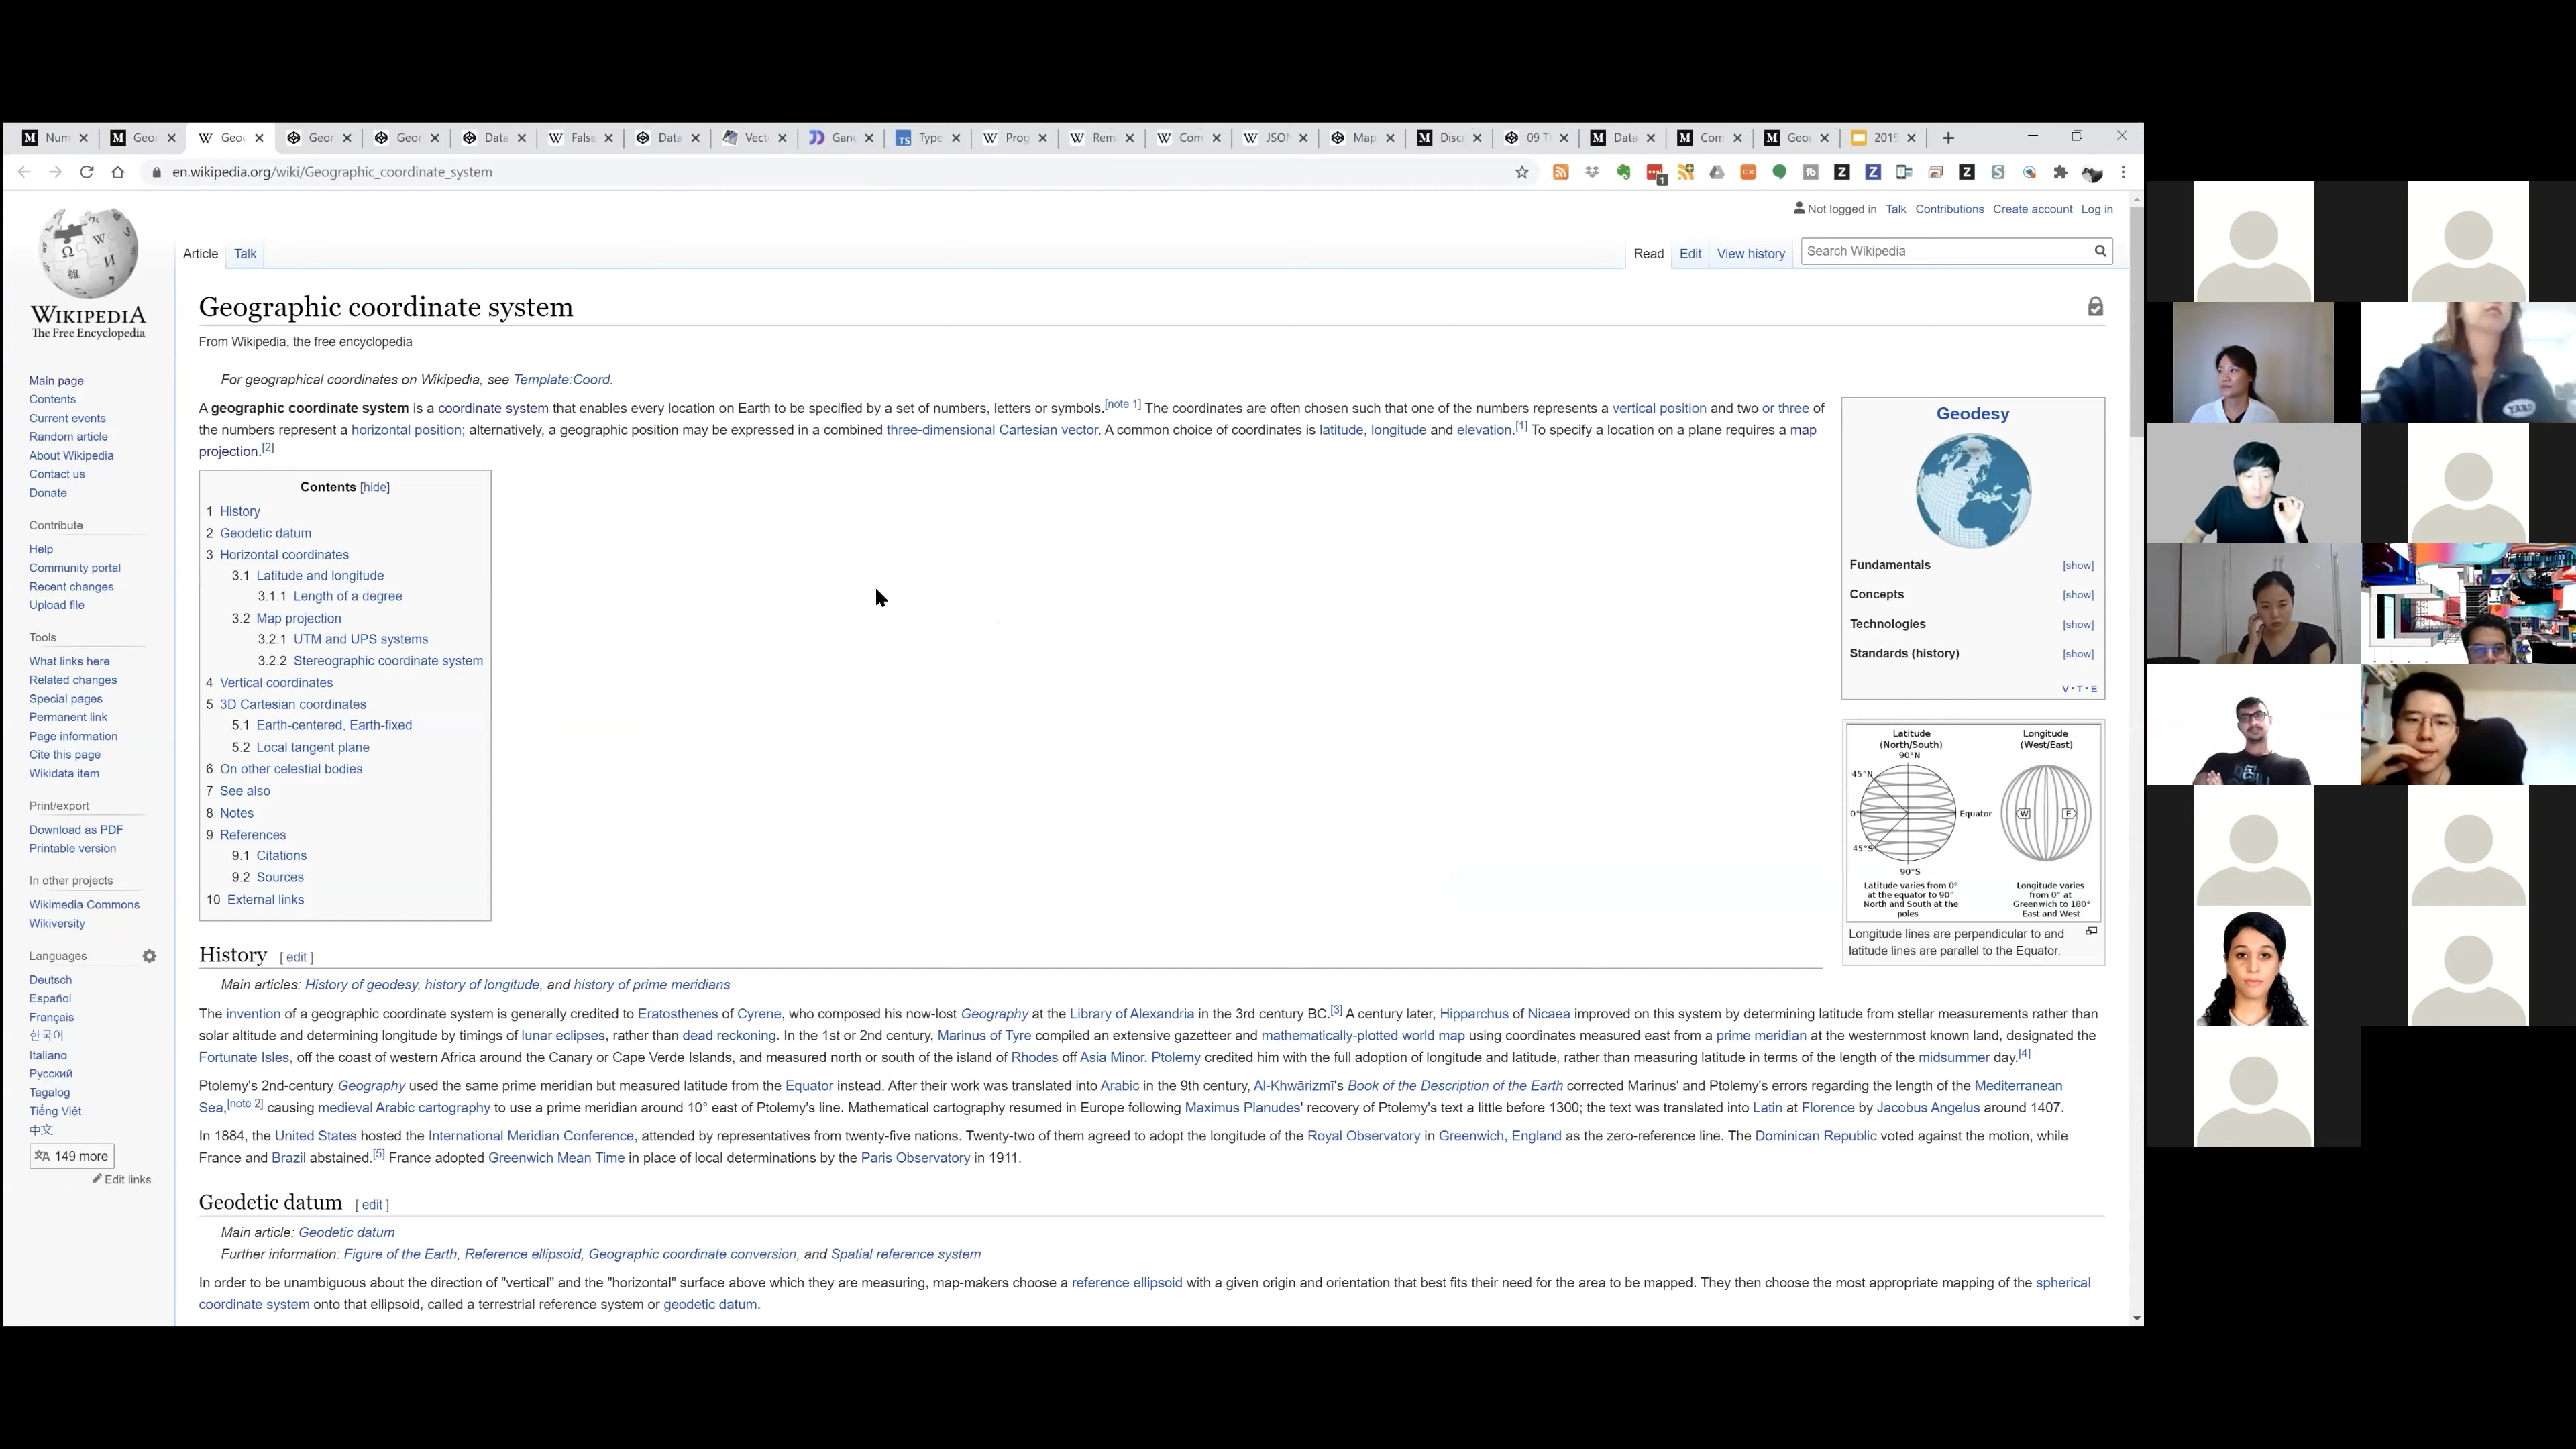 Num
Geor
Geog
Geor
Geor
Data
False
Data
Vect
Gang
Type
Prog
Rem
Com
JSON
Map
Disc
09 T
Data
Com
Geo
2019
en.wikipedia.org/wiki/Geographic_coordinate_system
Not logged in Talk Contributions Create account Log in
Article Talk Read Edit View history Search Wikipedia
WIKIPEDIA
The Free Encyclopedia
Main page
Contents
Current events
Random article
About Wikipedia
Contact us
Donate
Contribute
Help
Community portal
Recent changes
Upload file
Tools
What links here
Related changes
Special pages
Permanent link
Page information
Cite this page
Wikidata item
Print/export
Download as PDF
Printable version
In other projects
Wikimedia Commons
Wikiversity
Languages
Deutsch
Español
Français
한국어
Italiano
Русский
Tagalog
Tiếng Việt
中文
149 more
Edit links
Geographic coordinate system
From Wikipedia, the free encyclopedia
For geographical coordinates on Wikipedia, see Template:Coord.
A geographic coordinate system is a coordinate system that enables every location on Earth to be specified by a set of numbers, letters or symbols.[note 1] The coordinates are often chosen such that one of the numbers represents a vertical position and two or three of
the numbers represent a horizontal position; alternatively, a geographic position may be expressed in a combined three-dimensional Cartesian vector. A common choice of coordinates is latitude, longitude and elevation.[1] To specify a location on a plane requires a map
projection.[2]
Contents [hide]
1 History
2 Geodetic datum
3 Horizontal coordinates
3.1 Latitude and longitude
3.1.1 Length of a degree
3.2 Map projection
3.2.1 UTM and UPS systems
3.2.2 Stereographic coordinate system
4 Vertical coordinates
5 3D Cartesian coordinates
5.1 Earth-centered, Earth-fixed
5.2 Local tangent plane
6 On other celestial bodies
7 See also
8 Notes
9 References
9.1 Citations
9.2 Sources
10 External links
Geodesy
Fundamentals [show]
Concepts [show]
Technologies [show]
Standards (history) [show]
V · T · E
Latitude
(North/South)
90°N
45°N
0°
Equator
45°S
90°S
Latitude varies from 0°
at the equator to 90°
North and South at the
poles
Longitude
(West/East)
W E
Longitude varies
from 0° at
Greenwich to 180°
East and West
Longitude lines are perpendicular to and
latitude lines are parallel to the Equator.
History [ edit ]
Main articles: History of geodesy, history of longitude, and history of prime meridians
The invention of a geographic coordinate system is generally credited to Eratosthenes of Cyrene, who composed his now-lost Geography at the Library of Alexandria in the 3rd century BC.[3] A century later, Hipparchus of Nicaea improved on this system by determining latitude from stellar measurements rather than
solar altitude and determining longitude by timings of lunar eclipses, rather than dead reckoning. In the 1st or 2nd century, Marinus of Tyre compiled an extensive gazetteer and mathematically-plotted world map using coordinates measured east from a prime meridian at the westernmost known land, designated the
Fortunate Isles, off the coast of western Africa around the Canary or Cape Verde Islands, and measured north or south of the island of Rhodes off Asia Minor. Ptolemy credited him with the full adoption of longitude and latitude, rather than measuring latitude in terms of the length of the midsummer day.[4]
Ptolemy's 2nd-century Geography used the same prime meridian but measured latitude from the Equator instead. After their work was translated into Arabic in the 9th century, Al-Khwārizmī's Book of the Description of the Earth corrected Marinus' and Ptolemy's errors regarding the length of the Mediterranean
Sea,[note 2] causing medieval Arabic cartography to use a prime meridian around 10° east of Ptolemy's line. Mathematical cartography resumed in Europe following Maximus Planudes' recovery of Ptolemy's text a little before 1300; the text was translated into Latin at Florence by Jacobus Angelus around 1407.
In 1884, the United States hosted the International Meridian Conference, attended by representatives from twenty-five nations. Twenty-two of them agreed to adopt the longitude of the Royal Observatory in Greenwich, England as the zero-reference line. The Dominican Republic voted against the motion, while
France and Brazil abstained.[5] France adopted Greenwich Mean Time in place of local determinations by the Paris Observatory in 1911.
Geodetic datum [ edit ]
Main article: Geodetic datum
Further information: Figure of the Earth, Reference ellipsoid, Geographic coordinate conversion, and Spatial reference system
In order to be unambiguous about the direction of "vertical" and the "horizontal" surface above which they are measuring, map-makers choose a reference ellipsoid with a given origin and orientation that best fits their need for the area to be mapped. They then choose the most appropriate mapping of the spherical
coordinate system onto that ellipsoid, called a terrestrial reference system or geodetic datum.
YARD